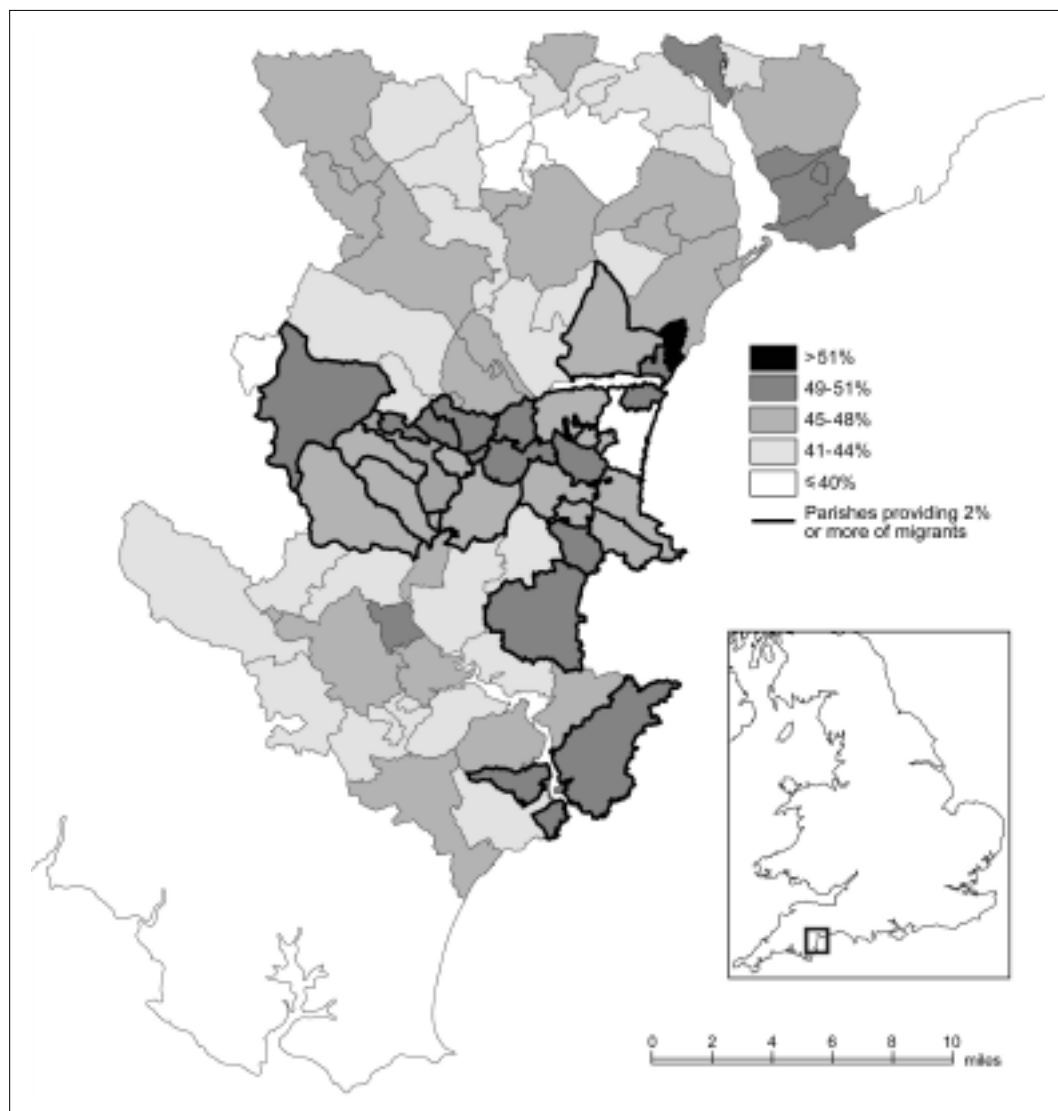 >51%
49-51%
45-48%
41-44%
≤40%
Parishes providing 2%
or more of migrants
0 2 4 6 8 10
miles